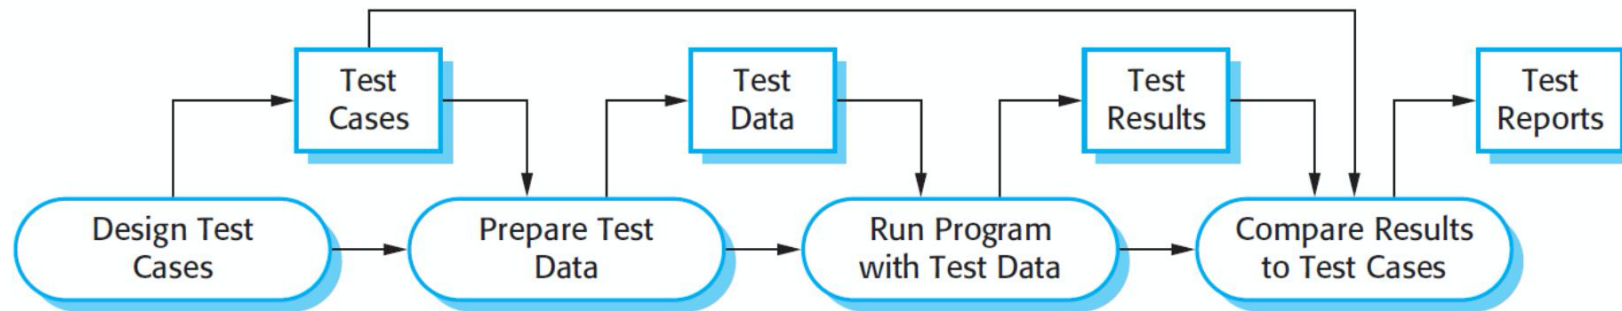 Test
Cases
Test
Data
Test
Results
Test
Reports
Design Test
Cases
Prepare Test
Data
Run Program
with Test Data
Compare Results
to Test Cases